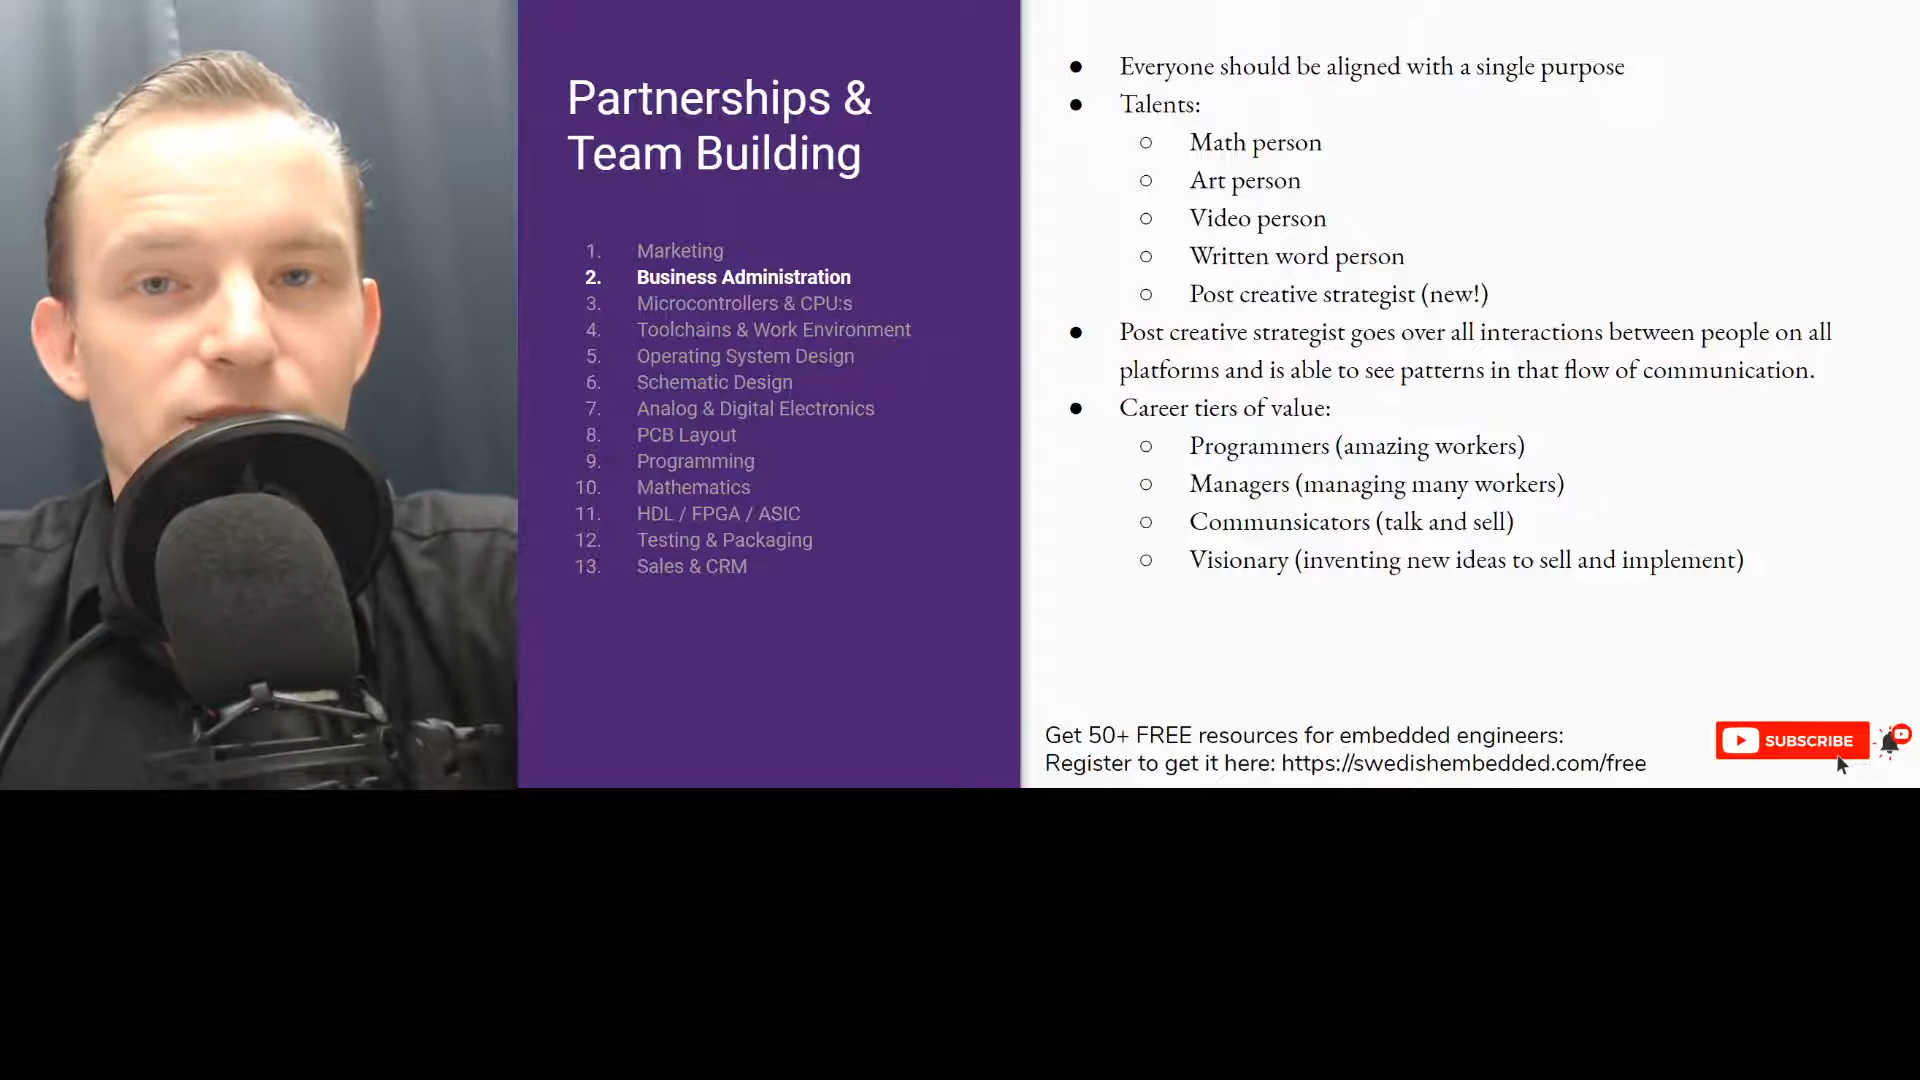 Partnerships &
Team Building
1. Marketing
2. Business Administration
3. Microcontrollers & CPU:s
4. Toolchains & Work Environment
5. Operating System Design
6. Schematic Design
7. Analog & Digital Electronics
8. PCB Layout
9. Programming
10. Mathematics
11. HDL / FPGA / ASIC
12. Testing & Packaging
13. Sales & CRM
● Everyone should be aligned with a single purpose
● Talents:
○ Math person
○ Art person
○ Video person
○ Written word person
○ Post creative strategist (new!)
● Post creative strategist goes over all interactions between people on all
platforms and is able to see patterns in that flow of communication.
● Career tiers of value:
○ Programmers (amazing workers)
○ Managers (managing many workers)
○ Communsicators (talk and sell)
○ Visionary (inventing new ideas to sell and implement)
Get 50+ FREE resources for embedded engineers:
Register to get it here: https://swedishembedded.com/free
SUBSCRIBE